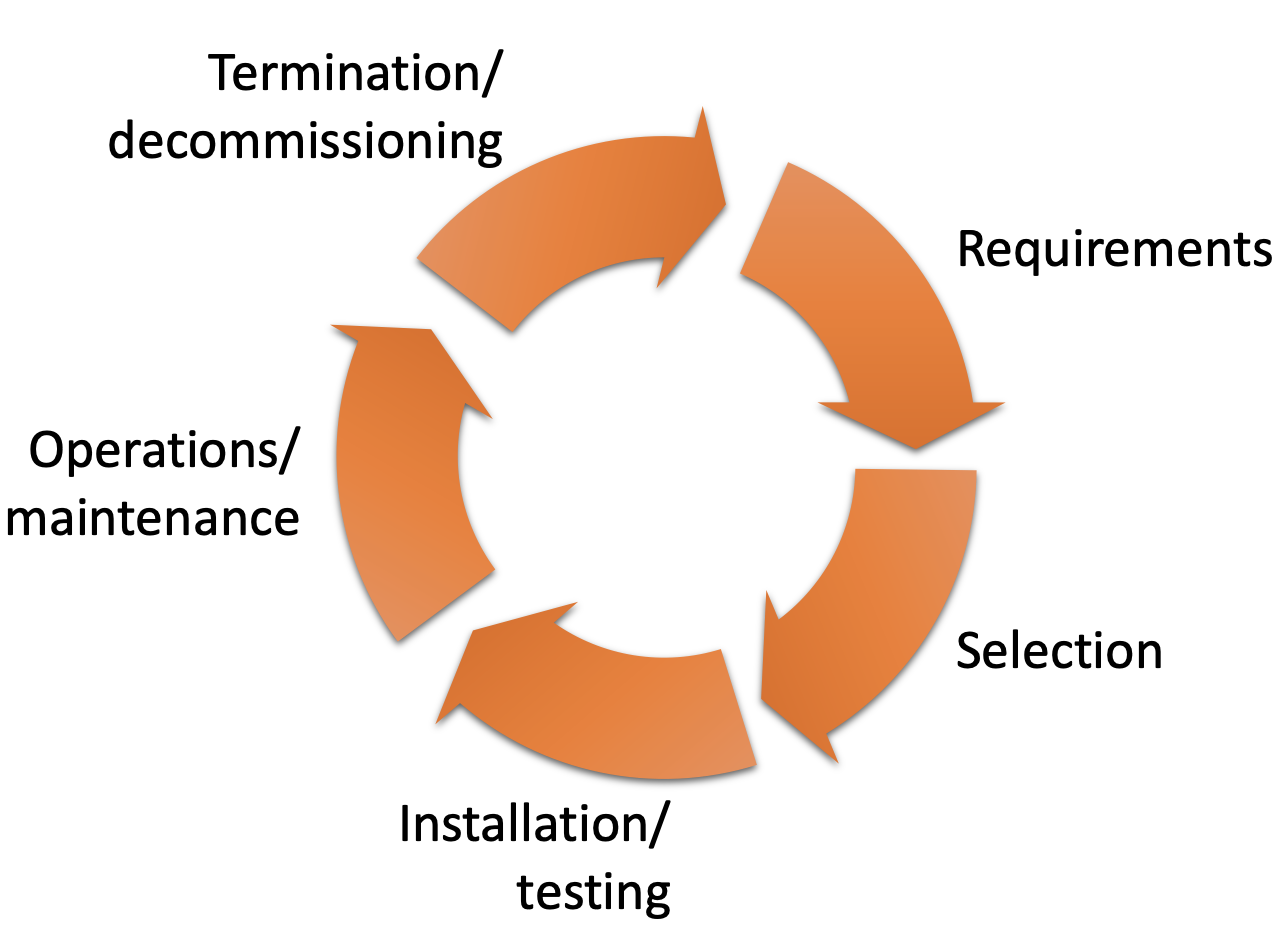 Termination/
decommissioning
Requirements
Operations/
maintenance
Selection
Installation/
testing